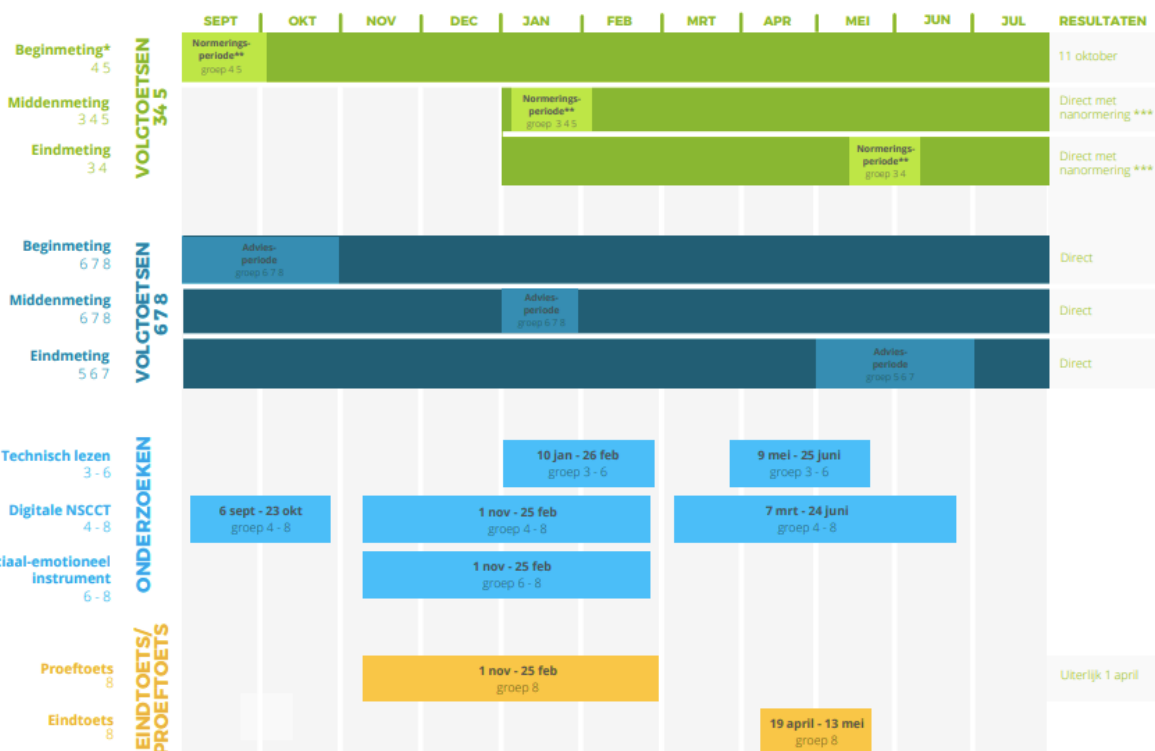 SEPT OKT NOV DEC JAN FEB MRT APR MEI JUN JUL RESULTATEN
VOLGTOETSEN
3 4 5
Beginmeting*
4 5
Normerings-
periode**
groep 4 5
11 oktober
Middenmeting
3 4 5
Normerings-
periode**
groep 3 4 5
Direct met
nanormering ***
Eindmeting
3 4
Normerings-
periode**
groep 3 4
Direct met
nanormering ***
VOLGTOETSEN
6 7 8
Beginmeting
6 7 8
Advies-
periode
groep 6 7 8
Direct
Middenmeting
6 7 8
Advies-
periode
groep 6 7 8
Direct
Eindmeting
5 6 7
Advies-
periode
groep 5 6 7
Direct
ONDERZOEKEN
Technisch lezen
3 - 6
10 jan - 26 feb
groep 3 - 6
9 mei - 25 juni
groep 3 - 6
Digitale NSCCT
4 - 8
6 sept - 23 okt
groep 4 - 8
1 nov - 25 feb
groep 4 - 8
7 mrt - 24 juni
groep 4 - 8
iaal-emotioneel
instrument
6 - 8
1 nov - 25 feb
groep 6 - 8
EINDTOETS/
PROEFTOETS
Proeftoets
8
1 nov - 25 feb
groep 8
Uiterlijk 1 april
Eindtoets
8
19 april - 13 mei
groep 8